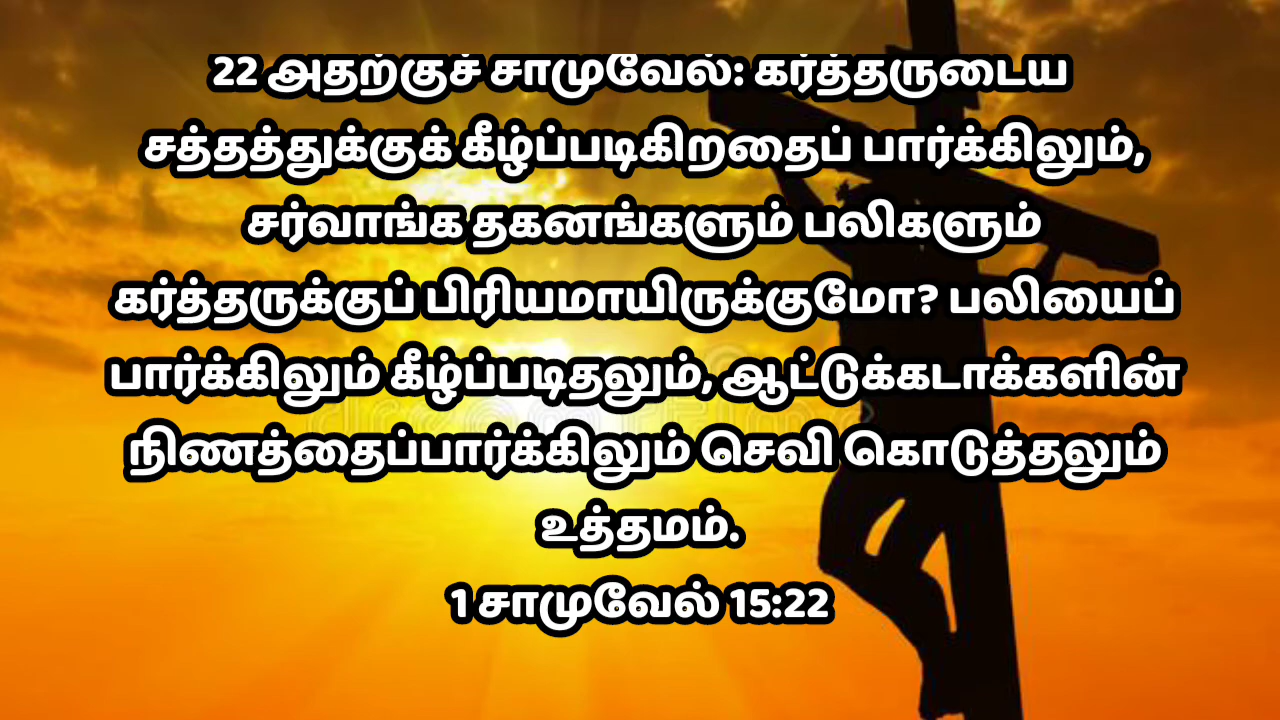 22 அதற்குச் சாமுவேல்: கர்த்தருடைய
சத்தத்துக்குக் கீழ்ப்படிகிறதைப் பார்க்கிலும்,
சர்வாங்க தகனங்களும் பலிகளும்
கர்த்தருக்குப் பிரியமாயிருக்குமோ? பலியைப்
பார்க்கிலும் கீழ்ப்படிதலும், ஆட்டுக்கடாக்களின்
நிணத்தைப்பார்க்கிலும் செவி கொடுத்தலும்
உத்தமம்.
1 சாமுவேல் 15:22